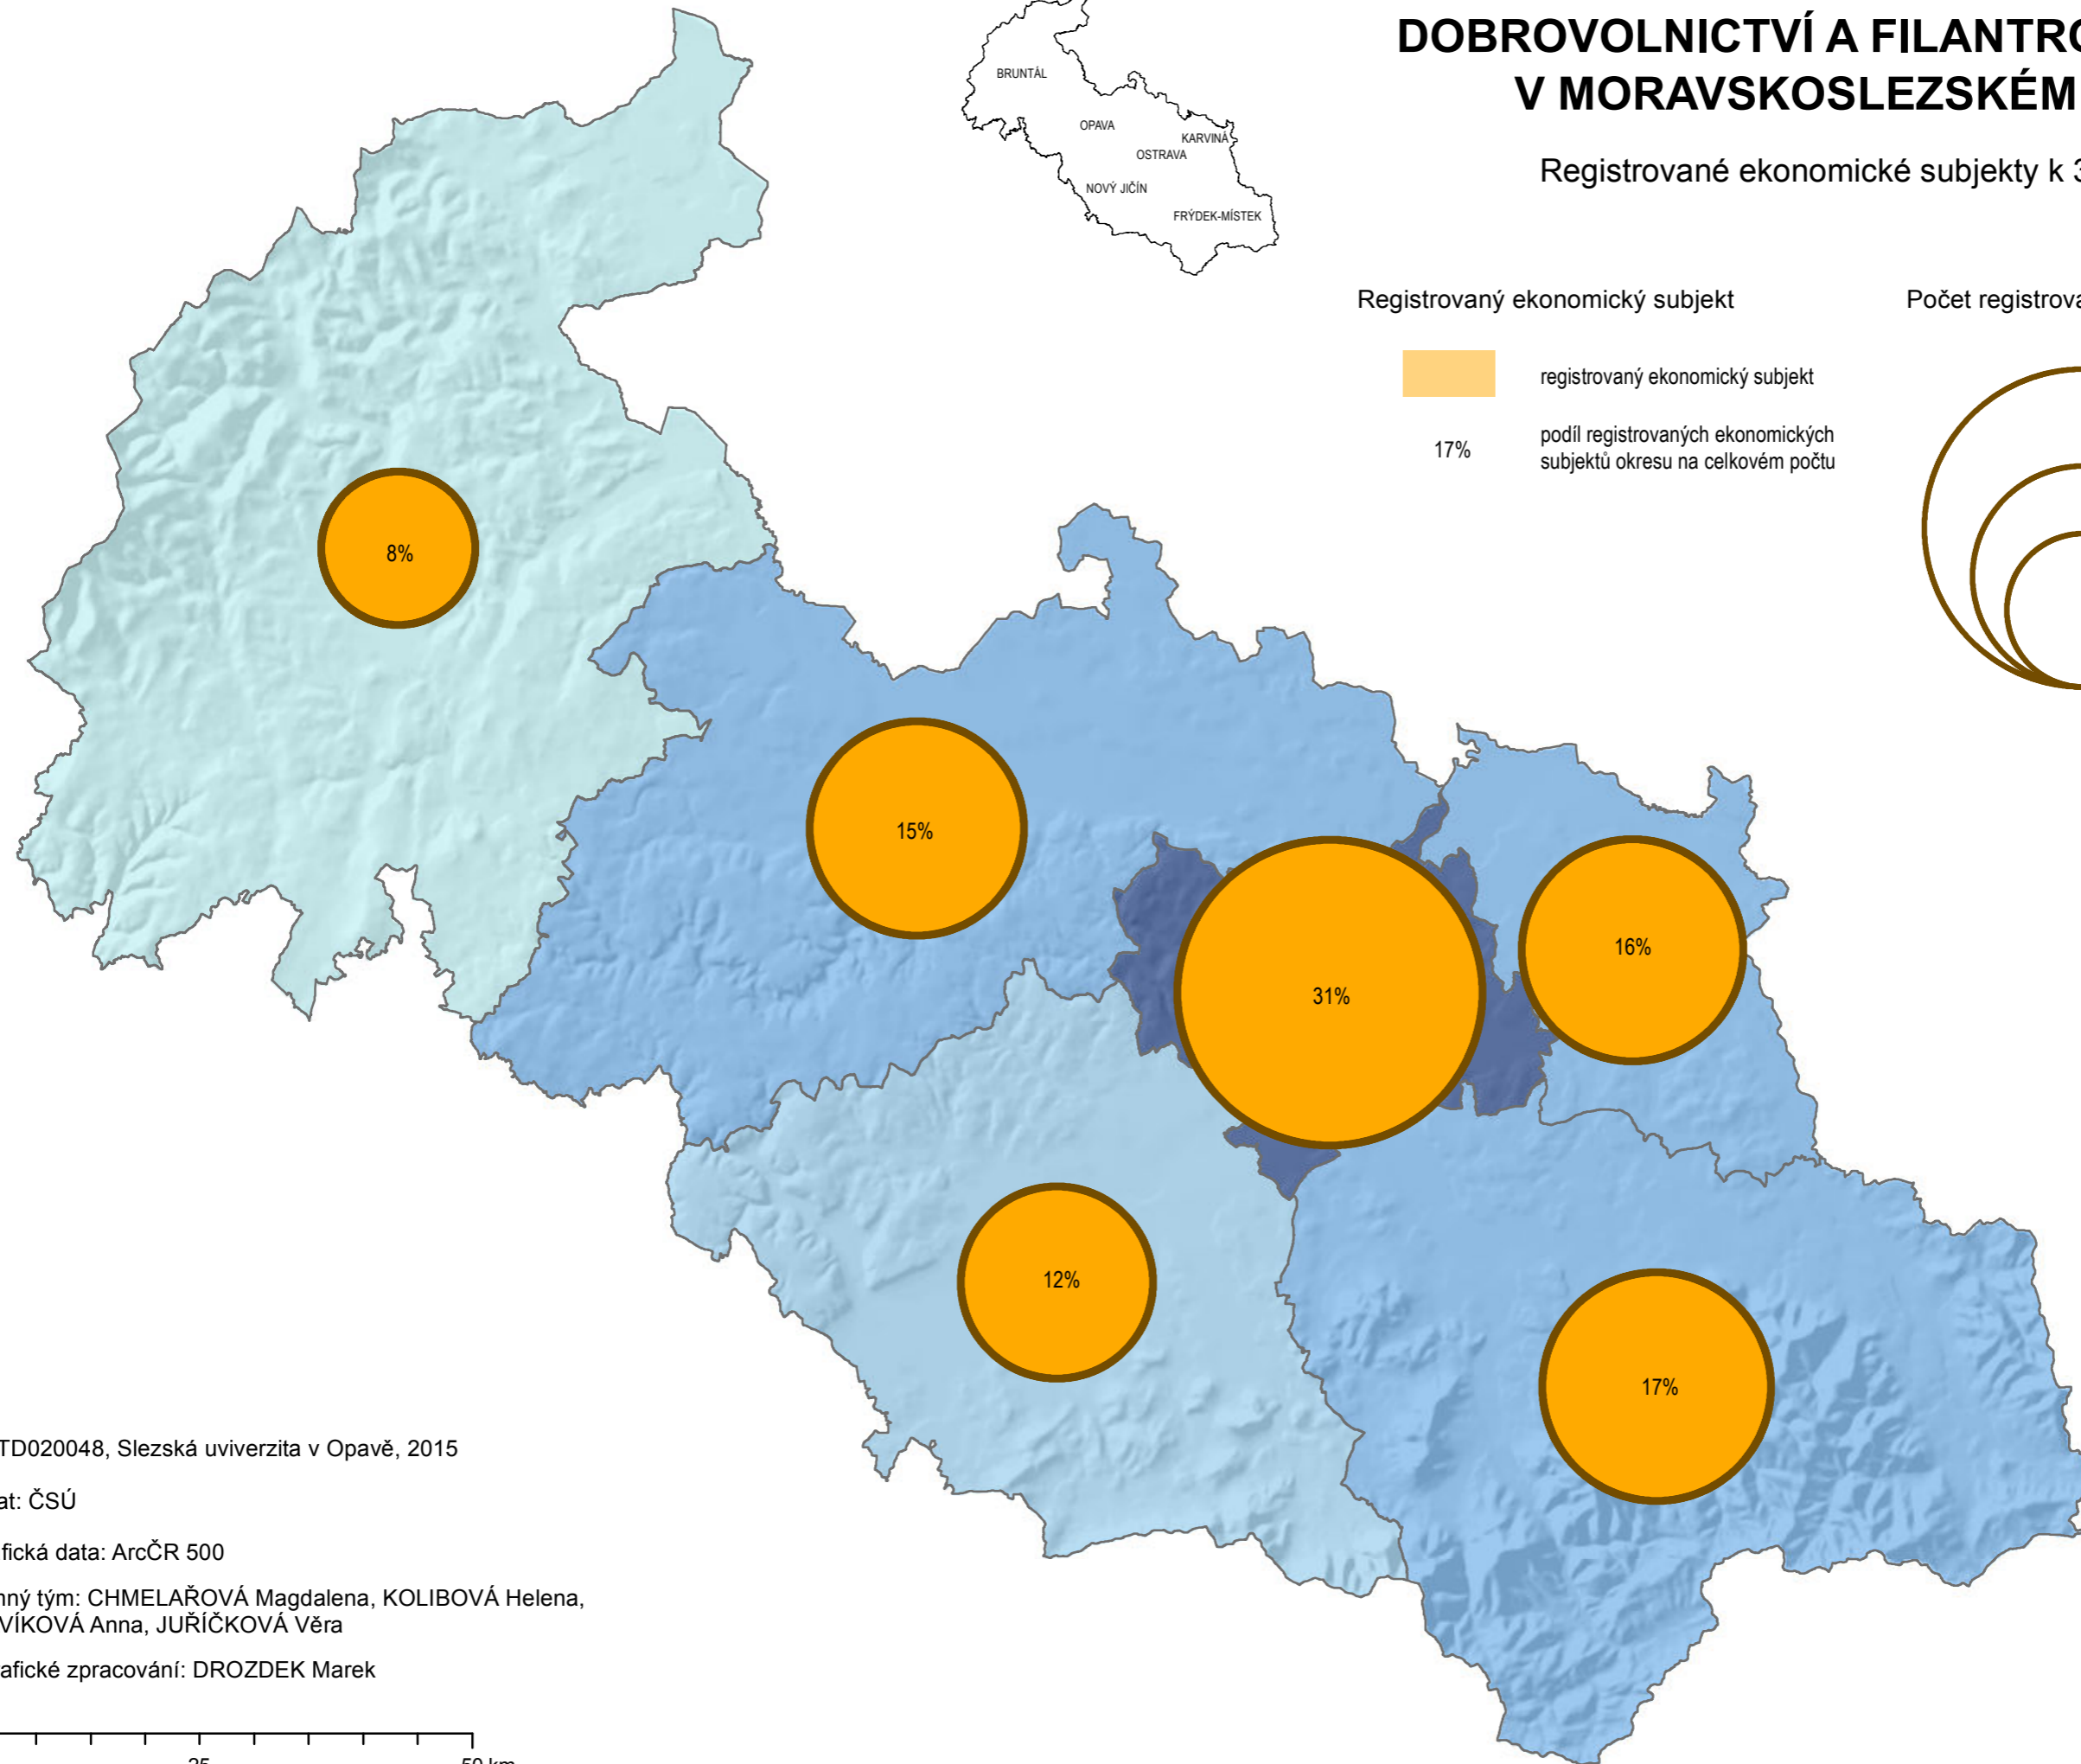 DOBROVOLNICTVÍ A FILANTRO
V MORAVSKOSLEZSKÉM
Registrované ekonomické subjekty k 3
BRUNTÁL
OPAVA
KARVINÁ
OSTRAVA
NOVÝ JIČÍN
FRÝDEK-MÍSTEK
Registrovaný ekonomický subjekt
registrovaný ekonomický subjekt
17%
podíl registrovaných ekonomických
subjektů okresu na celkovém počtu
Počet registrova
8%
15%
16%
31%
12%
17%
TD020048, Slezská uviverzita v Opavě, 2015
at: ČSÚ
fická data: ArcČR 500
nný tým: CHMELAŘOVÁ Magdalena, KOLIBOVÁ Helena,
VÍKOVÁ Anna, JUŘÍČKOVÁ Věra
rafické zpracování: DROZDEK Marek
25
50 km